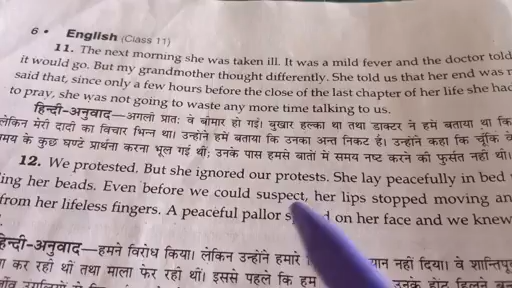 6 • English (Class 11)
11. The next morning she was taken ill. It was a mild fever and the doctor told
it would go. But my grandmother thought differently. She told us that her end was
said that, since only a few hours before the close of the last chapter of her life she had
to pray, she was not going to waste any more time talking to us.
हिन्दी-अनुवाद—अगली प्रातः वे बीमार हो गई। बुखार हल्का था तथा डाक्टर ने हमें बताया था कि
लेकिन मेरी दादी का विचार भिन्न था। उन्होंने हमें बताया कि उनका अन्त निकट है। उन्होंने कहा कि चूँकि वे
समय के कुछ घण्टे प्रार्थना करना भूल गई थीं; उनके पास हमसे बातों में समय नष्ट करने की फुर्सत नहीं थी।
12. We protested. But she ignored our protests. She lay peacefully in bed
ing her beads. Even before we could suspect, her lips stopped moving an
from her lifeless fingers. A peaceful pallor on her face and we knew
हिन्दी-अनुवाद—हमने विरोध किया। लेकिन उन्होंने हमारे दिया। वे शान्तिपू
कर रही थीं तथा माला फेर रही थीं। इससे पहले कि हम उनके होंठ हिलने